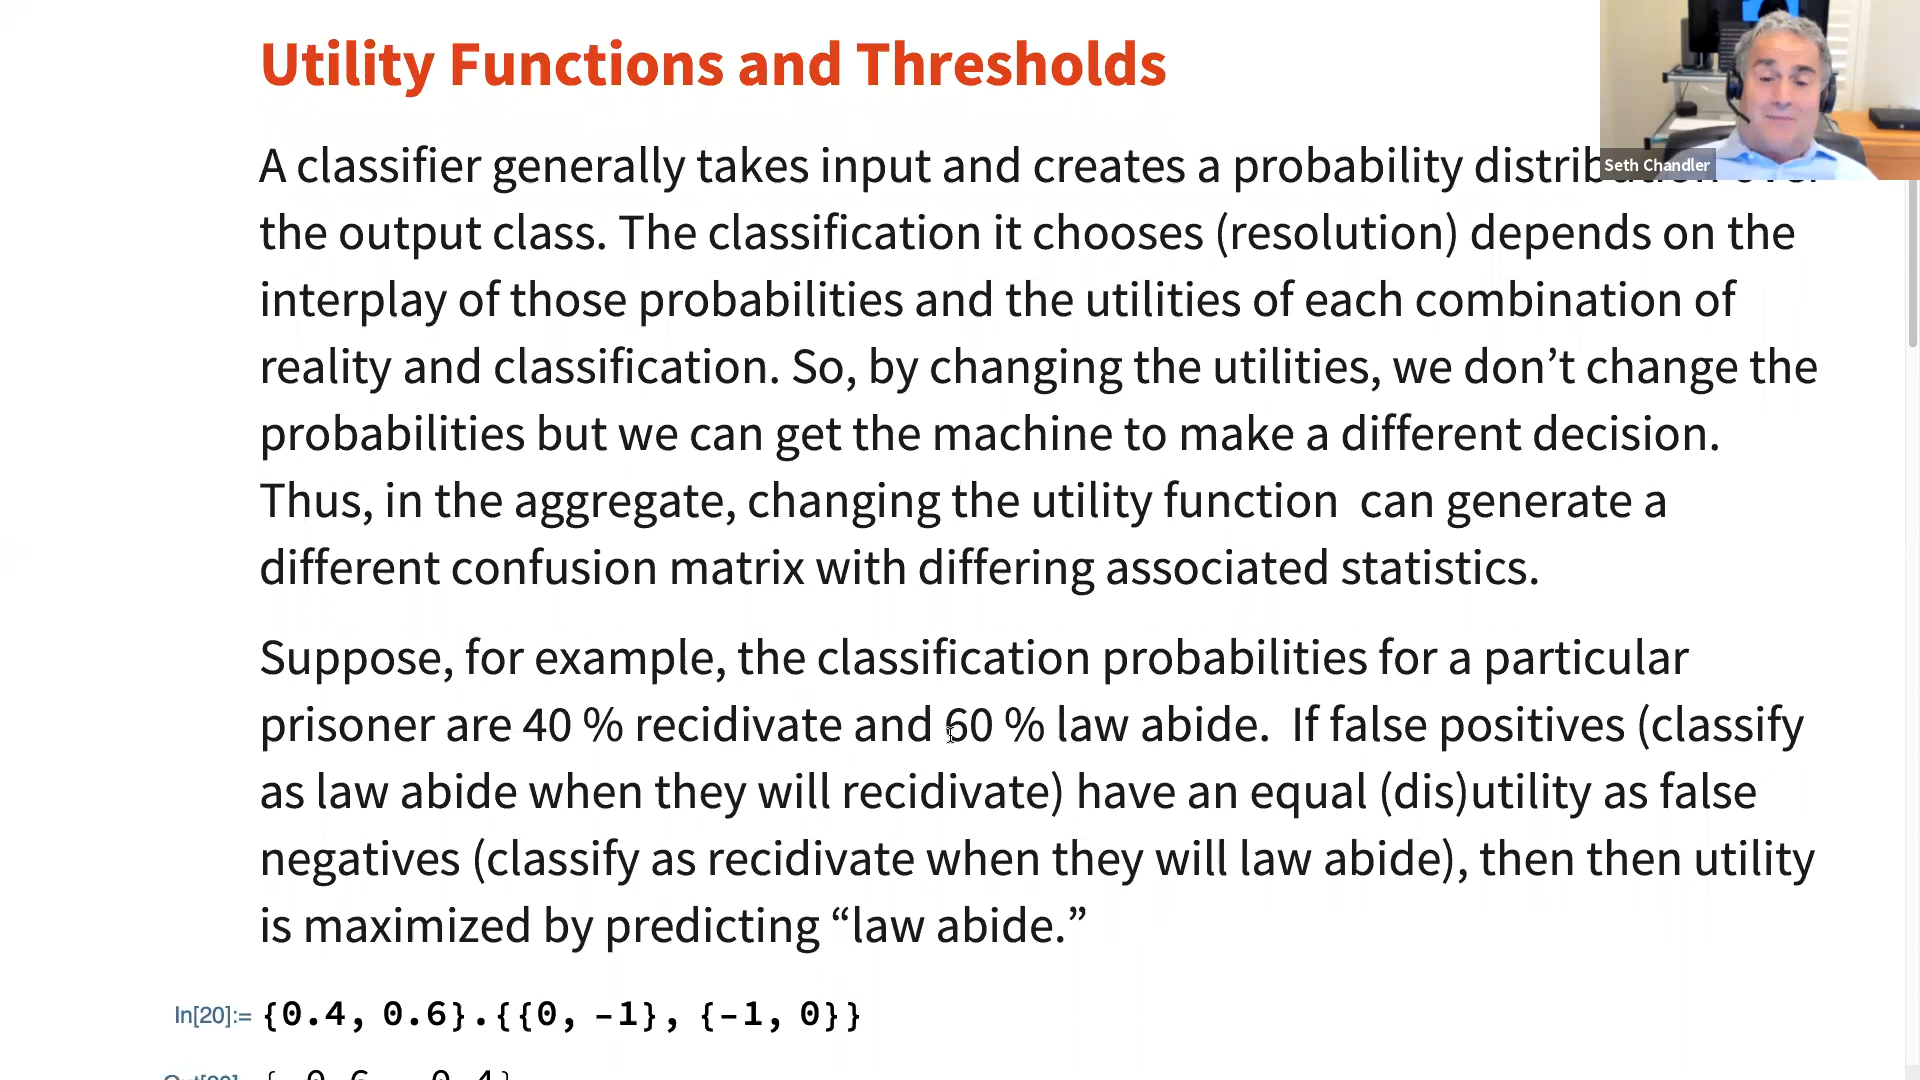 Utility Functions and Thresholds
Seth Chandler
A classifier generally takes input and creates a probability distribution over
the output class. The classification it chooses (resolution) depends on the
interplay of those probabilities and the utilities of each combination of
reality and classification. So, by changing the utilities, we don’t change the
probabilities but we can get the machine to make a different decision.
Thus, in the aggregate, changing the utility function can generate a
different confusion matrix with differing associated statistics.
Suppose, for example, the classification probabilities for a particular
prisoner are 40 % recidivate and 60 % law abide. If false positives (classify
as law abide when they will recidivate) have an equal (dis)utility as false
negatives (classify as recidivate when they will law abide), then then utility
is maximized by predicting “law abide.”
In[20]:= {0.4, 0.6}.{{0, -1}, {-1, 0}}